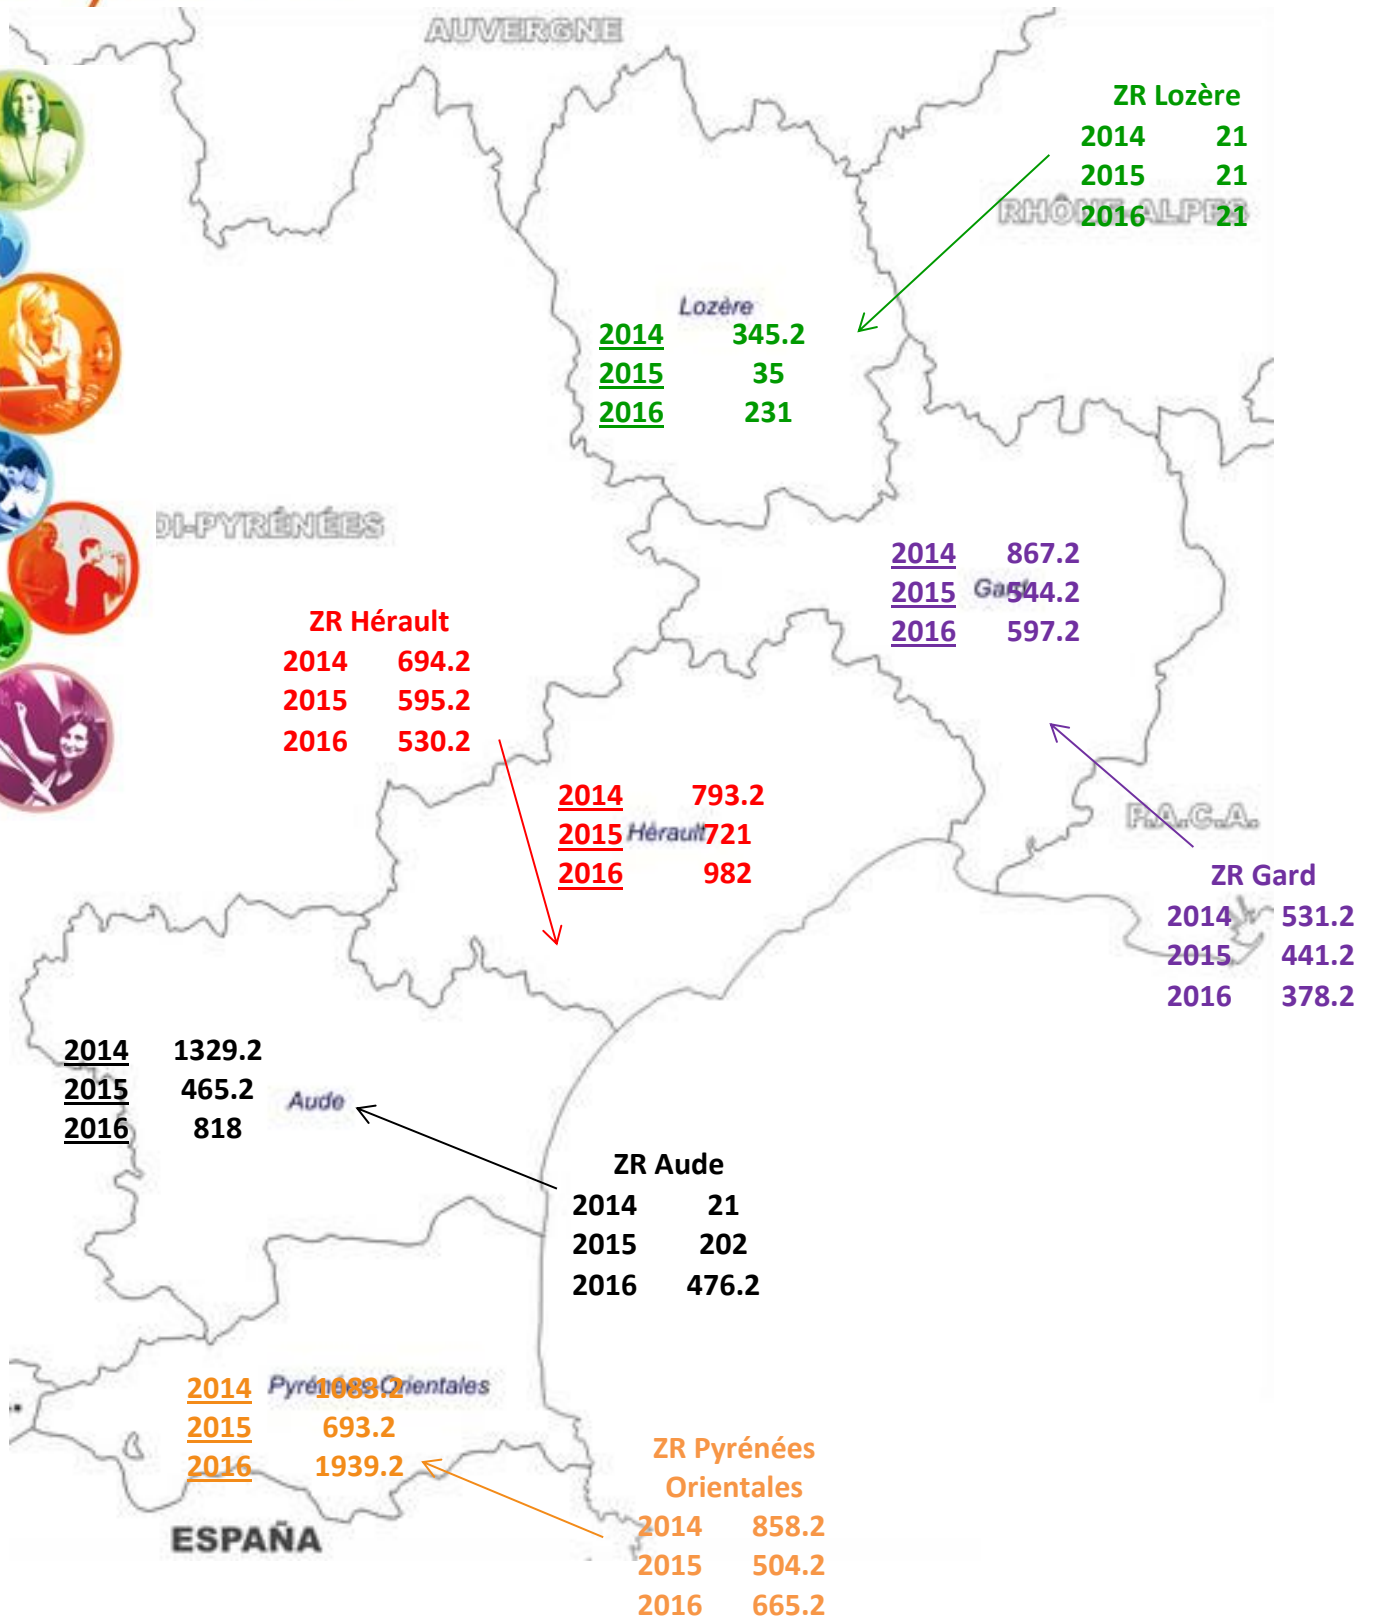 AUVERGNE
ZR Lozère
2014 21
2015 21
2016 21
RHÔNE-ALPES
Lozère
2014 345.2
2015 35
2016 231
DI-PYRÉNÉES
2014 867.2
Gard
2015 544.2
2016 597.2
ZR Hérault
2014 694.2
2015 595.2
2016 530.2
2014 793.2
2015 Hérault 721
2016 982
P.A.C.A.
ZR Gard
2014 531.2
2015 441.2
2016 378.2
2014 1329.2
2015 465.2
2016 818
Aude
ZR Aude
2014 21
2015 202
2016 476.2
Pyrénées-Orientales
2014 1083.2
2015 693.2
2016 1939.2
ZR Pyrénées
Orientales
2014 858.2
2015 504.2
2016 665.2
ESPAÑA